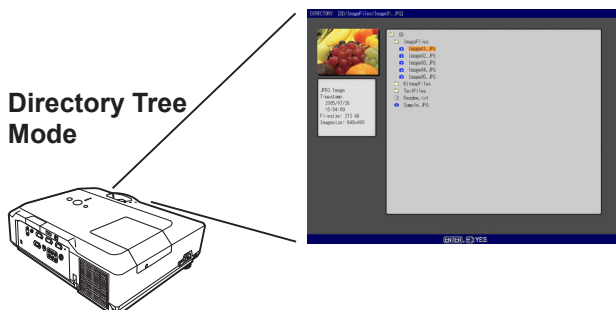 DIRECTORY [SD/ImageFiles/Image01.JPG]
SD
ImageFiles
Image01.JPG
Image02.JPG
Image03.JPG
Image04.JPG
Image05.JPG
BitmapFiles
TextFiles
Readme.txt
Sample.JPG
JPEG Image
Timestamp:
2005/07/26
15:34:09
Filesize: 213 kB
Imagesize: 640x480
Directory Tree
Mode
:YES